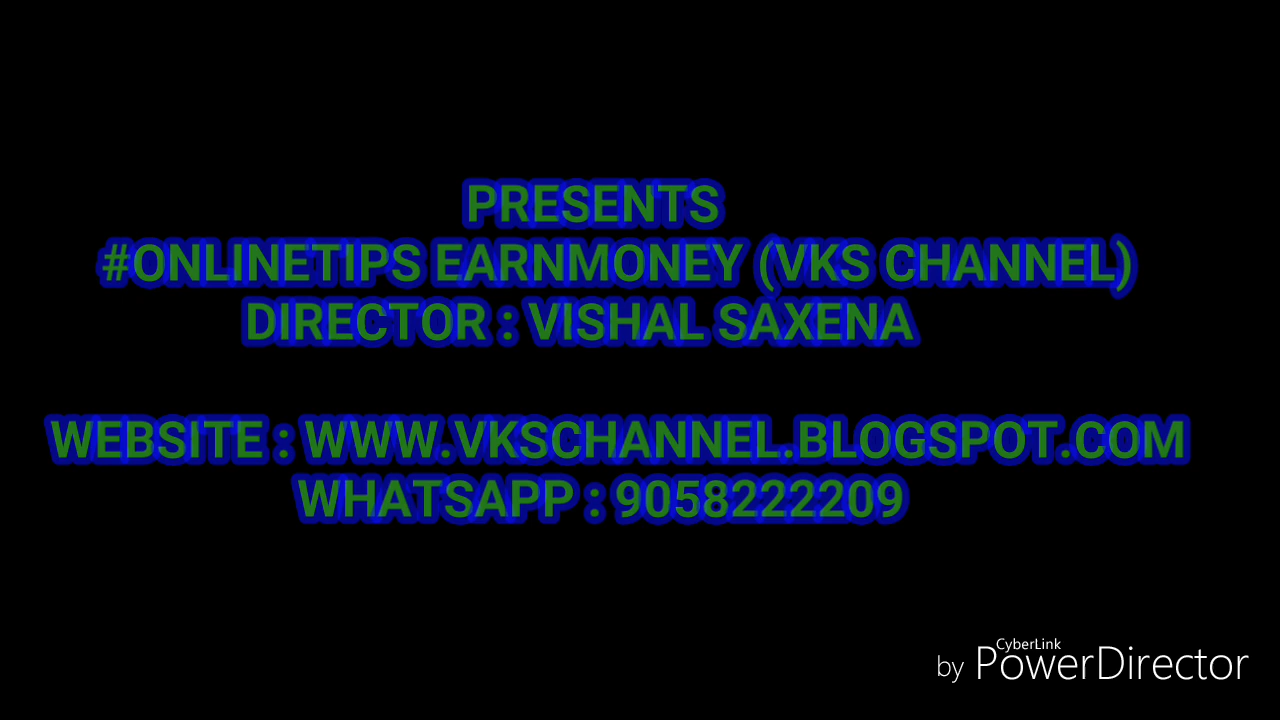 PRESENTS
#ONLINETIPS EARNMONEY (VKS CHANNEL)
DIRECTOR : VISHAL SAXENA
WEBSITE : WWW.VKSCHANNEL.BLOGSPOT.COM
WHATSAPP : 9058222209
CyberLink
by PowerDirector